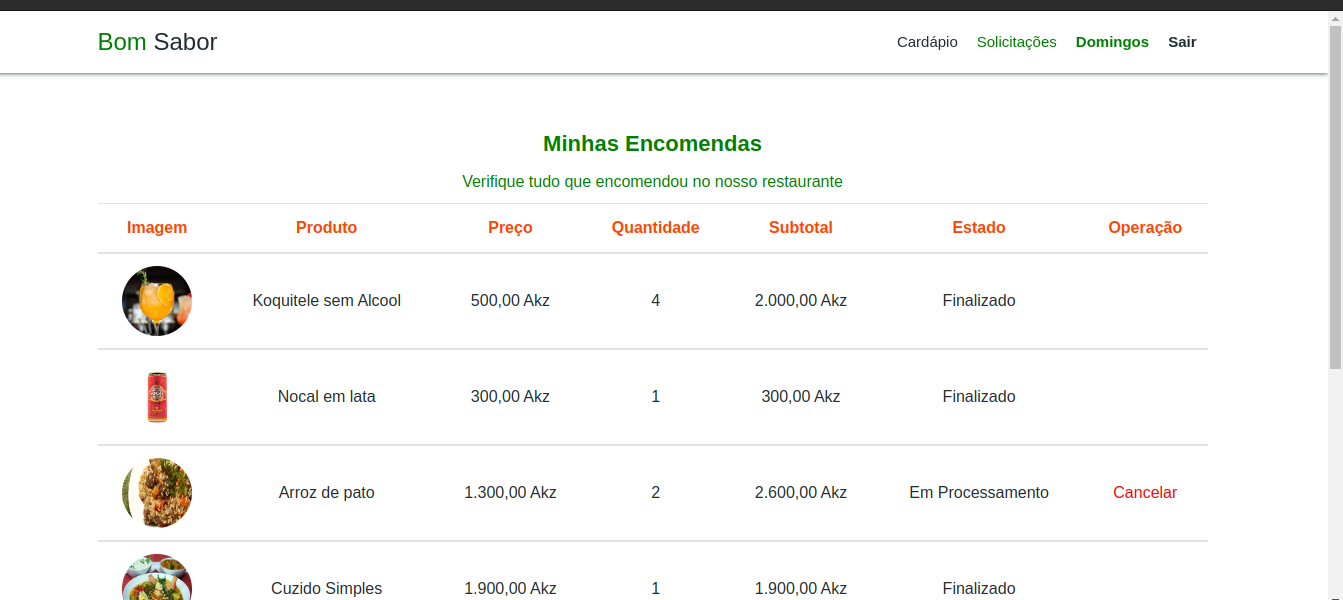 Bom Sabor
Cardápio Solicitações Domingos Sair
Minhas Encomendas
Verifique tudo que encomendou no nosso restaurante
Imagem Produto Preço Quantidade Subtotal Estado Operação
Koquitele sem Alcool 500,00 Akz 4 2.000,00 Akz Finalizado
Nocal em lata 300,00 Akz 1 300,00 Akz Finalizado
Arroz de pato 1.300,00 Akz 2 2.600,00 Akz Em Processamento Cancelar
Cuzido Simples 1.900,00 Akz 1 1.900,00 Akz Finalizado